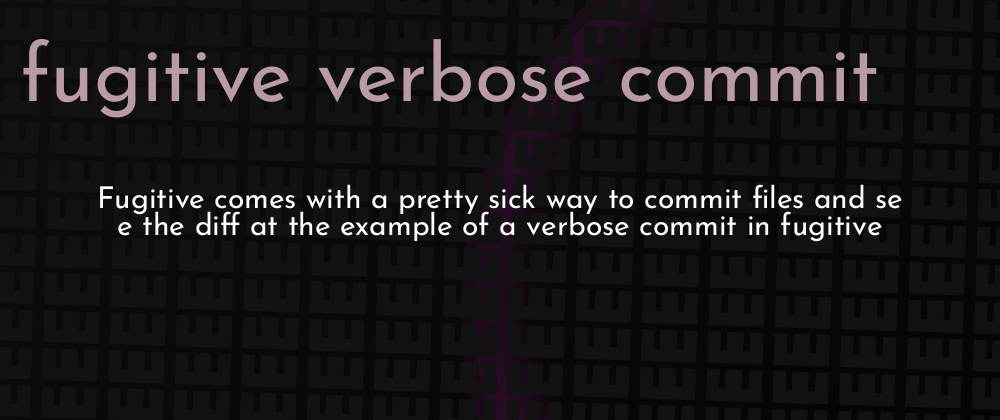 fugitive verbose commit
Fugitive comes with a pretty sick way to commit files and se
e the diff at the example of a verbose commit in fugitive